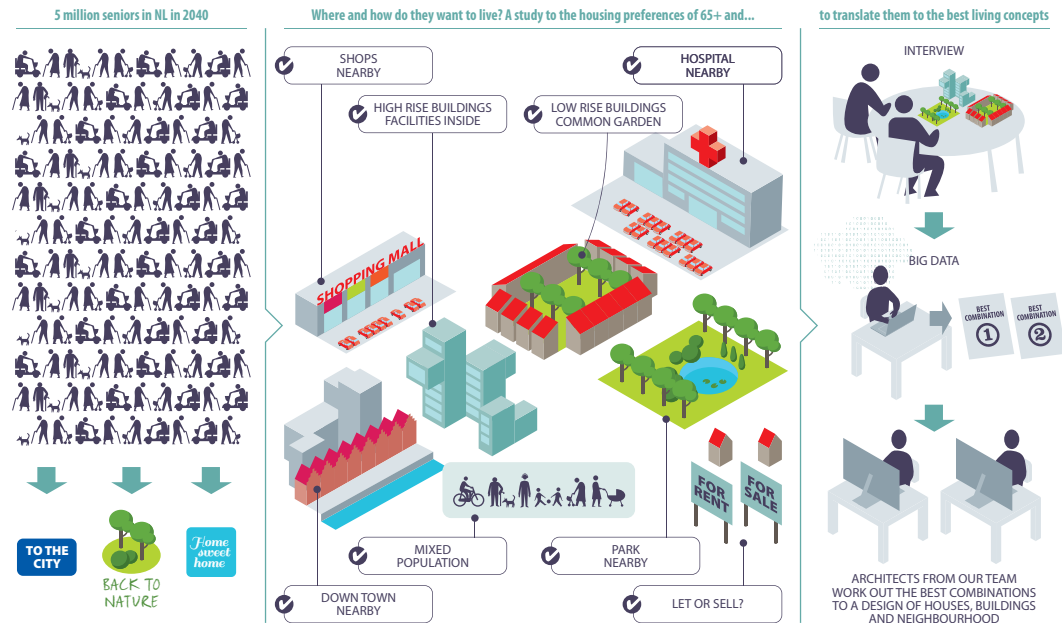 5 million seniors in NL in 2040
TO THE
CITY
BACK TO
NATURE
Home
sweet
home
Where and how do they want to live? A study to the housing preferences of 65+ and...
SHOPS
NEARBY
HOSPITAL
NEARBY
HIGH RISE BUILDINGS
FACILITIES INSIDE
LOW RISE BUILDINGS
COMMON GARDEN
SHOPPING MALL
FOR
RENT
FOR
SALE
MIXED
POPULATION
PARK
NEARBY
DOWN TOWN
NEARBY
LET OR SELL?
to translate them to the best living concepts
INTERVIEW
BIG DATA
BEST
COMBINATION
1
BEST
COMBINATION
2
ARCHITECTS FROM OUR TEAM
WORK OUT THE BEST COMBINATIONS
TO A DESIGN OF HOUSES, BUILDINGS
AND NEIGHBOURHOOD